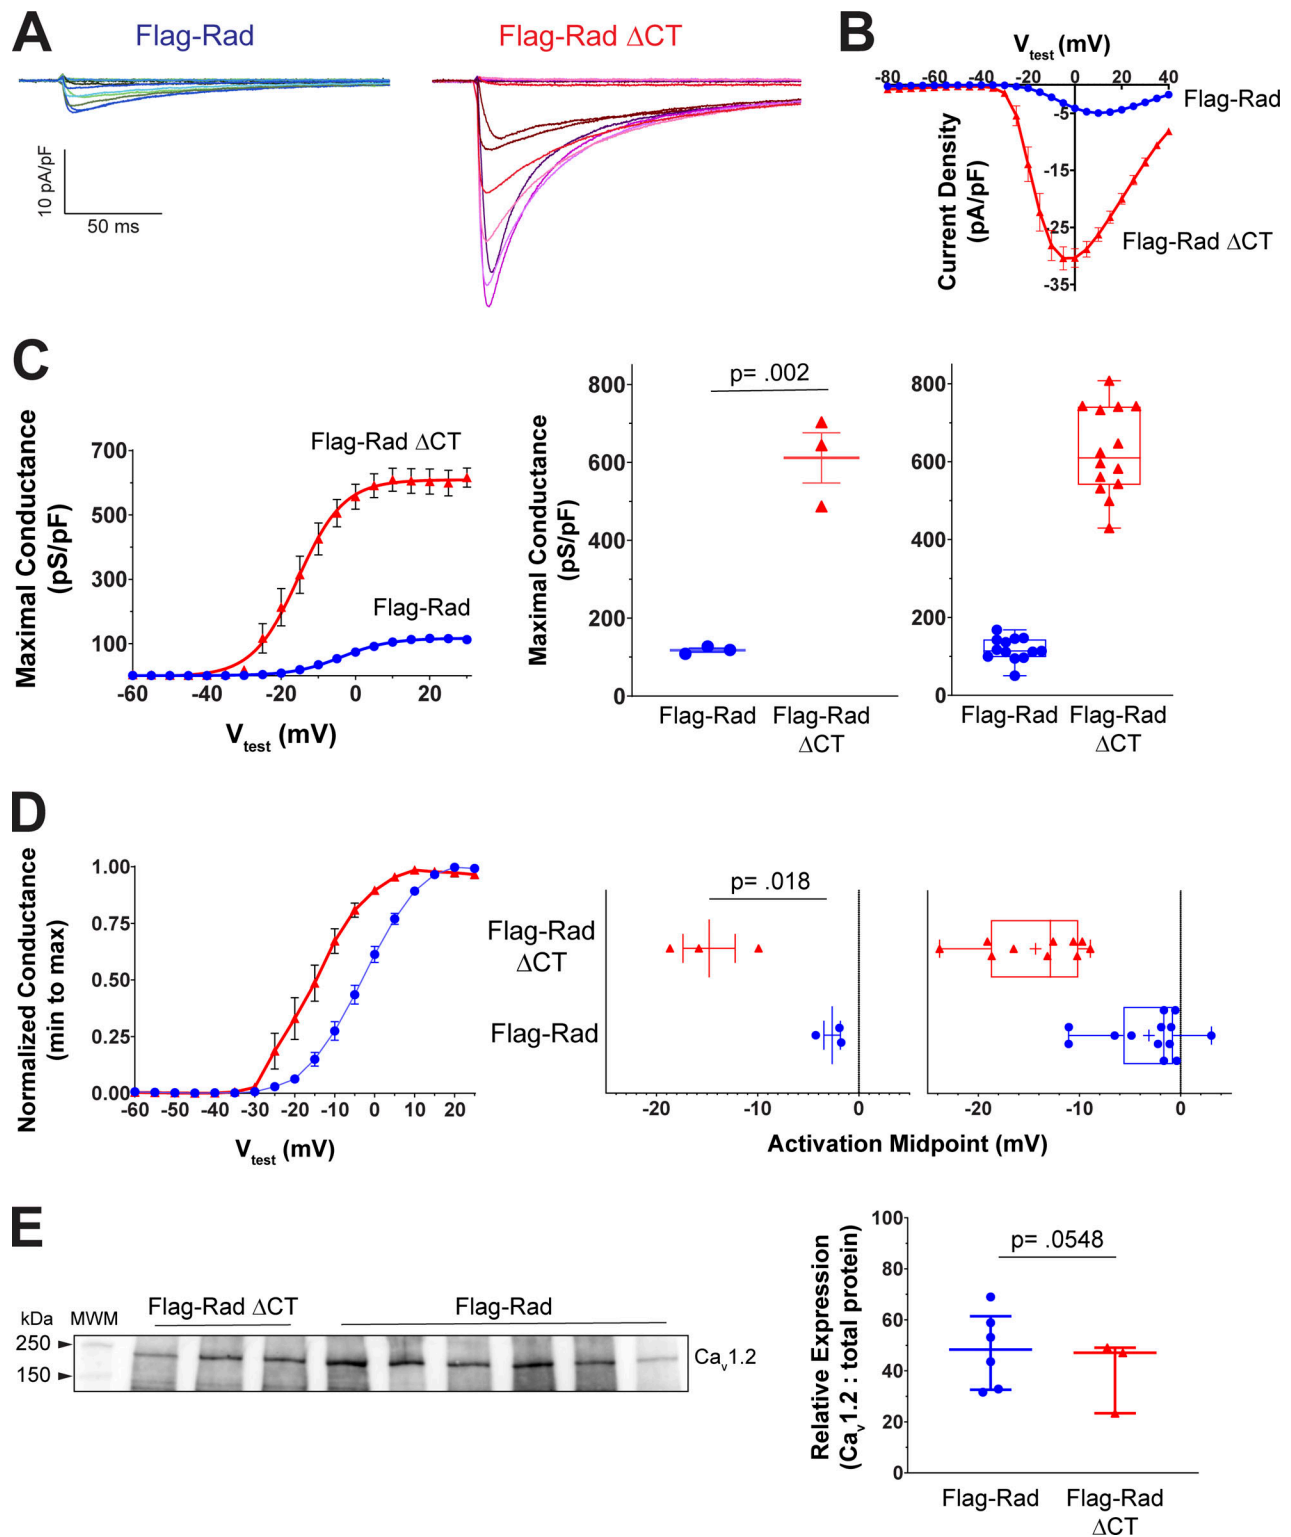 A
Flag-Rad
Flag-Rad ΔCT
10 pA/pF
50 ms
B
Vtest (mV)
-80 -60 -40 -20 0 20 40
-5
-15
-25
-35
Current Density
(pA/pF)
Flag-Rad
Flag-Rad ΔCT
C
Maximal Conductance
(pS/pF)
700
500
300
100
-60 -40 -20 0 20
Vtest (mV)
Flag-Rad ΔCT
Flag-Rad
Maximal Conductance
(pS/pF)
800
600
400
200
0
p= .002
Flag-Rad
Flag-Rad
ΔCT
800
600
400
200
0
Flag-Rad
Flag-Rad
ΔCT
D
Normalized Conductance
(min to max)
1.00
0.75
0.50
0.25
0.00
-60 -50 -40 -30 -20 -10 0 10 20
Vtest (mV)
Flag-Rad
ΔCT
Flag-Rad
p= .018
-20 -10 0
-20 -10 0
Activation Midpoint (mV)
E
kDa MWM
Flag-Rad ΔCT
Flag-Rad
250
150
Cav1.2
Relative Expression
(Cav1.2 : total protein)
100
80
60
40
20
0
p= .0548
Flag-Rad
Flag-Rad
ΔCT